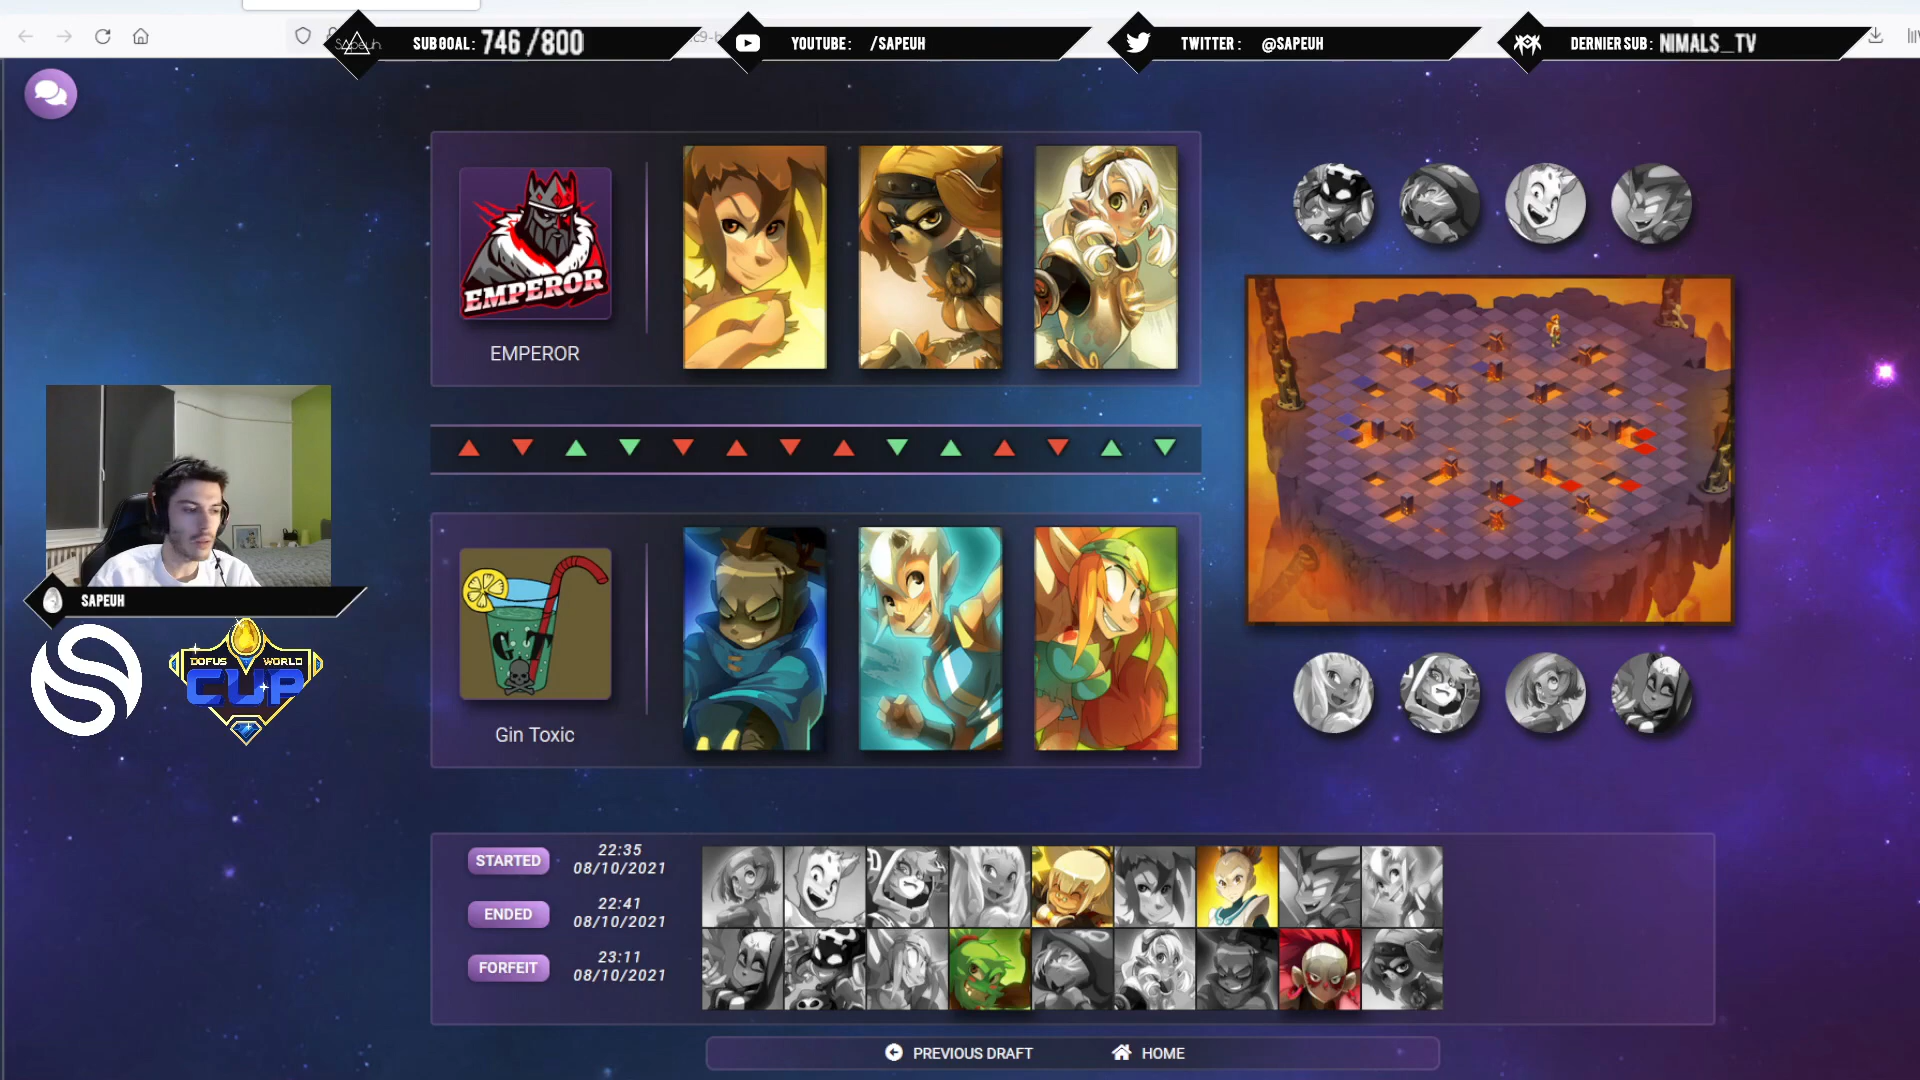 Sapeuh
SUBGOAL: 746 /800
YOUTUBE: /SAPEUH
TWITTER: @SAPEUH
DERNIER SUB: NIMALS_TV
EMPEROR
EMPEROR
SAPEUH
DOFUS WORLD
CUP
G T
Gin Toxic
STARTED
22:35
08/10/2021
ENDED
22:41
08/10/2021
FORFEIT
23:11
08/10/2021
PREVIOUS DRAFT
HOME